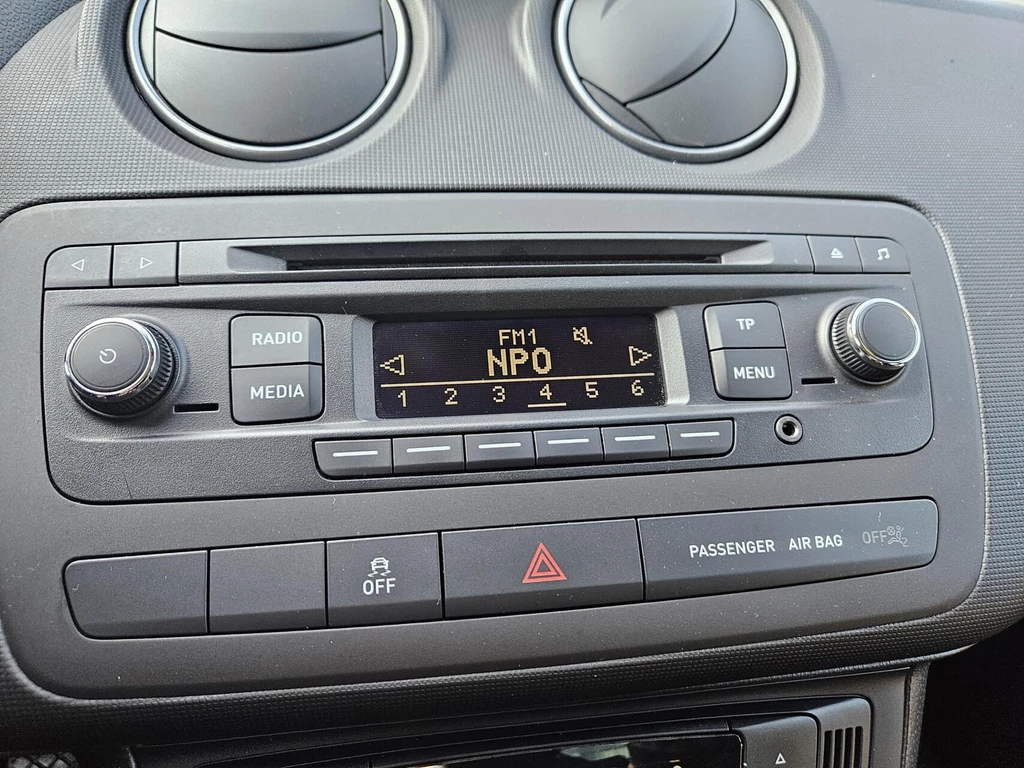 RADIO
MEDIA
FM1
NPO
1 2 3 4 5 6
TP
MENU
OFF
PASSENGER AIR BAG OFF